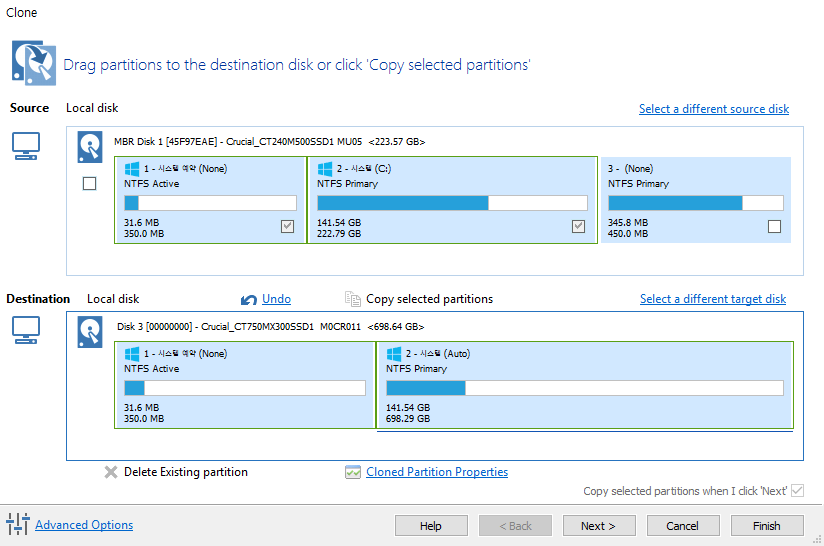 Clone
Drag partitions to the destination disk or click 'Copy selected partitions'
Source Local disk Select a different source disk
MBR Disk 1 [45F97EAE] - Crucial_CT240M500SSD1 MU05 <223.57 GB>
1 - 시스템 예약 (None)
NTFS Active
31.6 MB
350.0 MB
2 - 시스템 (C:)
NTFS Primary
141.54 GB
222.79 GB
3 - (None)
NTFS Primary
345.8 MB
450.0 MB
Destination Local disk Undo Copy selected partitions Select a different target disk
Disk 3 [00000000] - Crucial_CT750MX300SSD1 M0CR011 <698.64 GB>
1 - 시스템 예약 (None)
NTFS Active
31.6 MB
350.0 MB
2 - 시스템 (Auto)
NTFS Primary
141.54 GB
698.29 GB
Delete Existing partition Cloned Partition Properties
Copy selected partitions when I click 'Next'
Advanced Options Help < Back Next > Cancel Finish